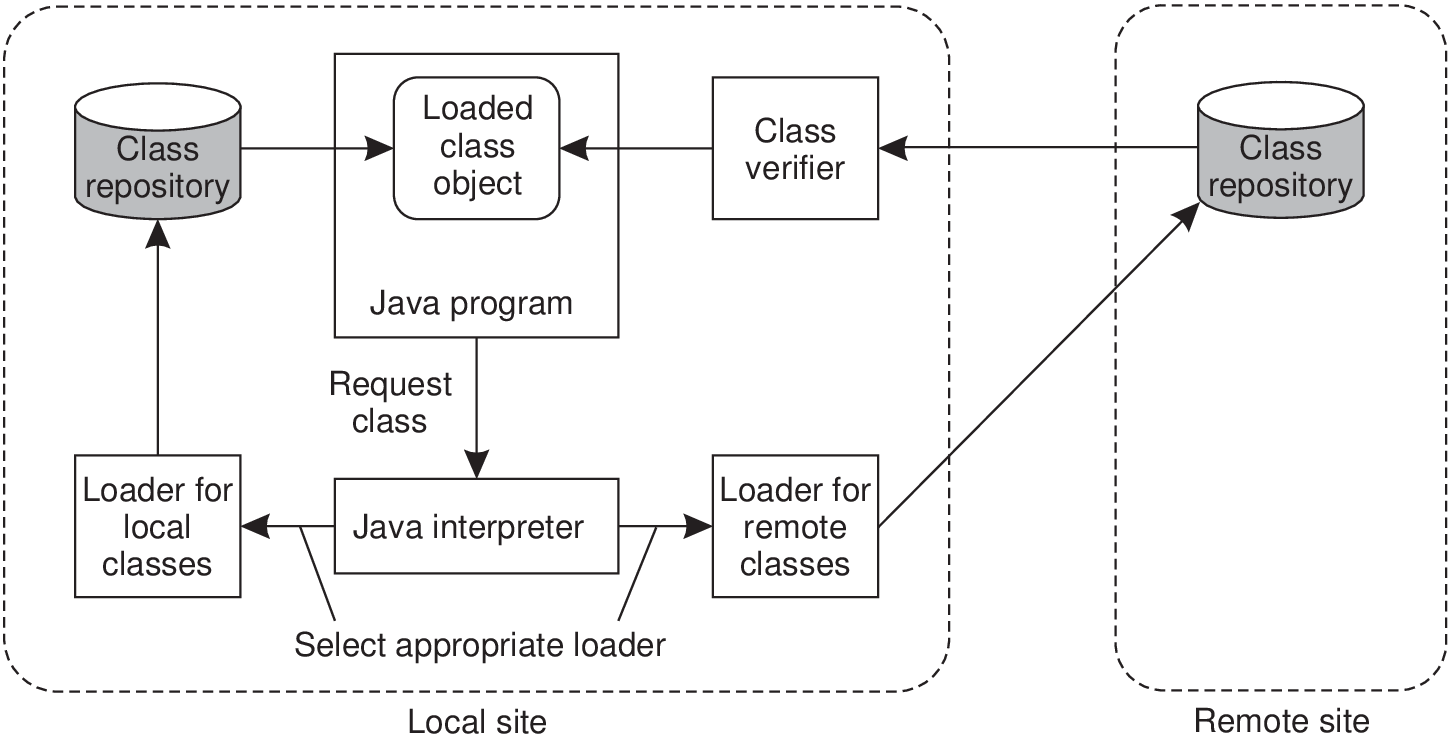 Class
repository
Loaded
class
object
Class
verifier
Class
repository
Java program
Request
class
Loader for
local
classes
Java interpreter
Loader for
remote
classes
Select appropriate loader
Local site
Remote site